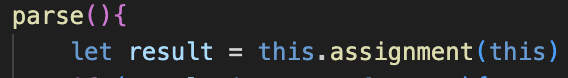 parse(){
let result = this.assignment(this)